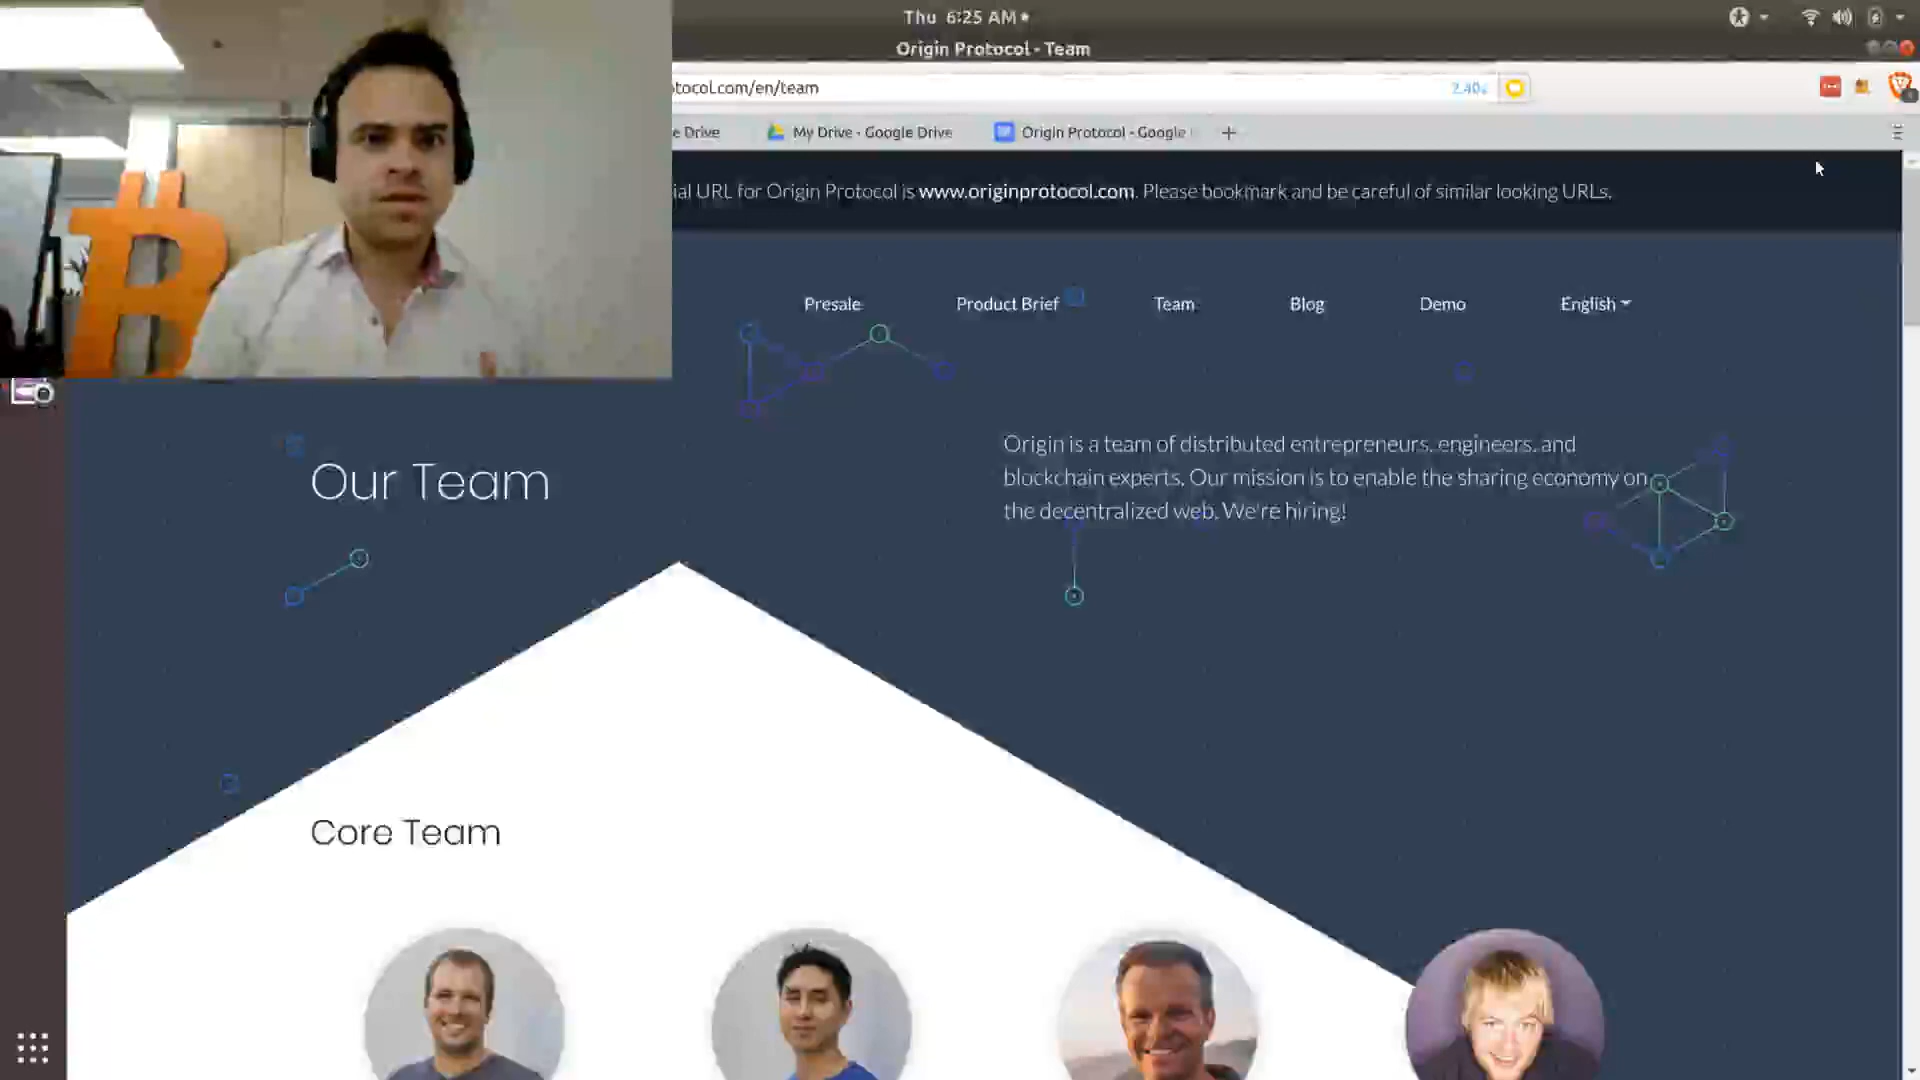 Thu 6:25 AM
Origin Protocol - Team
tocol.com/en/team
2.40s
e Drive
My Drive - Google Drive
Origin Protocol - Google
ial URL for Origin Protocol is www.originprotocol.com. Please bookmark and be careful of similar looking URLs.
Presale
Product Brief
Team
Blog
Demo
English
Our Team
Origin is a team of distributed entrepreneurs, engineers, and
blockchain experts. Our mission is to enable the sharing economy on
the decentralized web. We're hiring!
Core Team